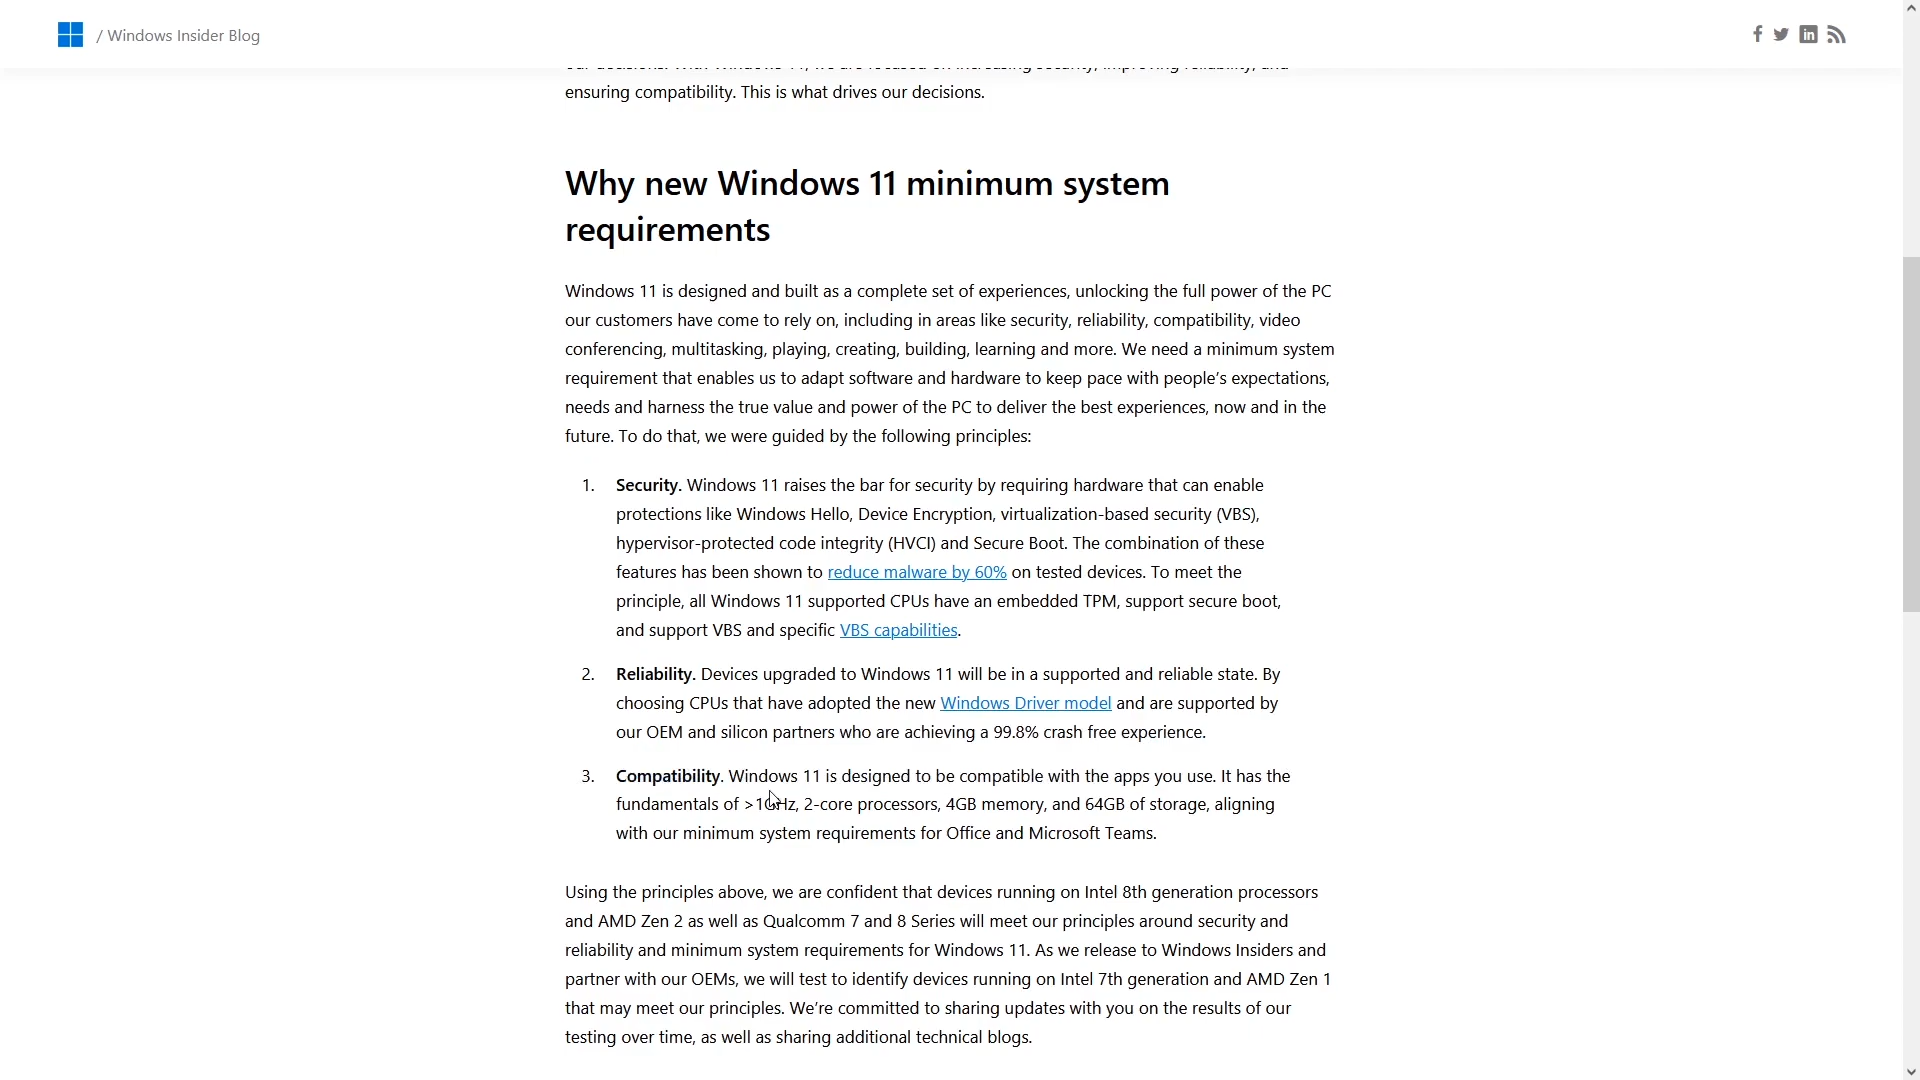 / Windows Insider Blog
our decisions. With Windows 11, we are focused on increasing security, improving reliability, and
ensuring compatibility. This is what drives our decisions.
Why new Windows 11 minimum system
requirements
Windows 11 is designed and built as a complete set of experiences, unlocking the full power of the PC
our customers have come to rely on, including in areas like security, reliability, compatibility, video
conferencing, multitasking, playing, creating, building, learning and more. We need a minimum system
requirement that enables us to adapt software and hardware to keep pace with people’s expectations,
needs and harness the true value and power of the PC to deliver the best experiences, now and in the
future. To do that, we were guided by the following principles:
1. Security. Windows 11 raises the bar for security by requiring hardware that can enable
protections like Windows Hello, Device Encryption, virtualization-based security (VBS),
hypervisor-protected code integrity (HVCI) and Secure Boot. The combination of these
features has been shown to reduce malware by 60% on tested devices. To meet the
principle, all Windows 11 supported CPUs have an embedded TPM, support secure boot,
and support VBS and specific VBS capabilities.
2. Reliability. Devices upgraded to Windows 11 will be in a supported and reliable state. By
choosing CPUs that have adopted the new Windows Driver model and are supported by
our OEM and silicon partners who are achieving a 99.8% crash free experience.
3. Compatibility. Windows 11 is designed to be compatible with the apps you use. It has the
fundamentals of >1GHz, 2-core processors, 4GB memory, and 64GB of storage, aligning
with our minimum system requirements for Office and Microsoft Teams.
Using the principles above, we are confident that devices running on Intel 8th generation processors
and AMD Zen 2 as well as Qualcomm 7 and 8 Series will meet our principles around security and
reliability and minimum system requirements for Windows 11. As we release to Windows Insiders and
partner with our OEMs, we will test to identify devices running on Intel 7th generation and AMD Zen 1
that may meet our principles. We’re committed to sharing updates with you on the results of our
testing over time, as well as sharing additional technical blogs.